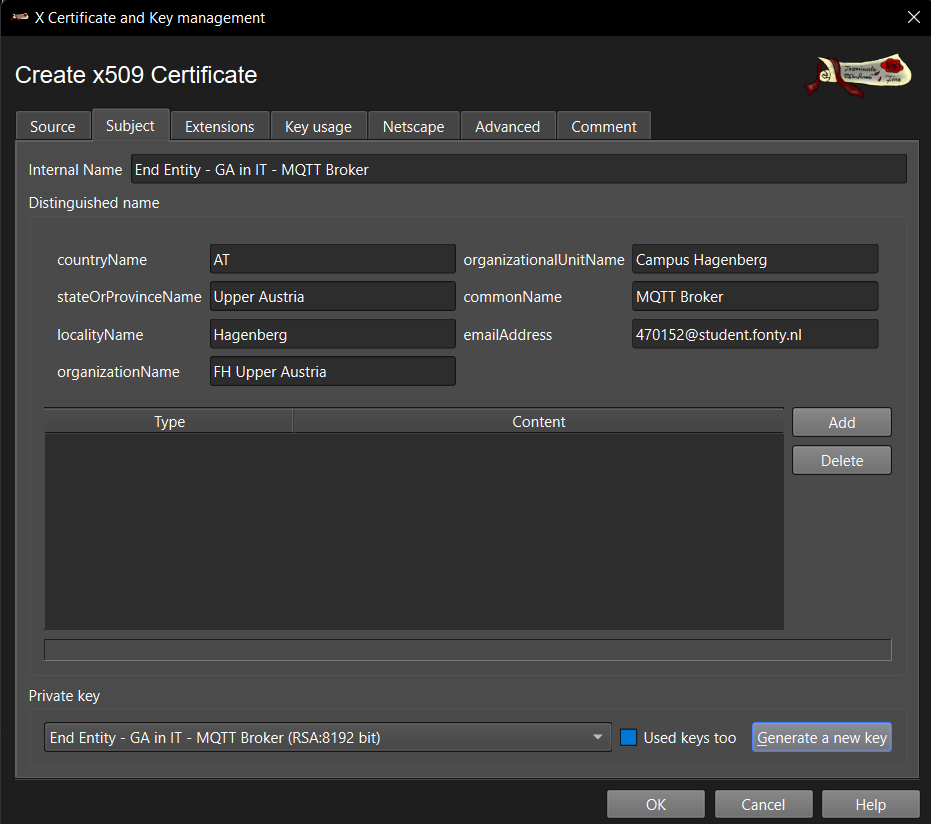 X Certificate and Key management
Create x509 Certificate
Source Subject Extensions Key usage Netscape Advanced Comment
Internal Name End Entity - GA in IT - MQTT Broker
Distinguished name
countryName AT organizationalUnitName Campus Hagenberg
stateOrProvinceName Upper Austria commonName MQTT Broker
localityName Hagenberg emailAddress 470152@student.fonty.nl
organizationName FH Upper Austria
Type Content Add
Delete
Private key
End Entity - GA in IT - MQTT Broker (RSA:8192 bit) Used keys too Generate a new key
OK Cancel Help